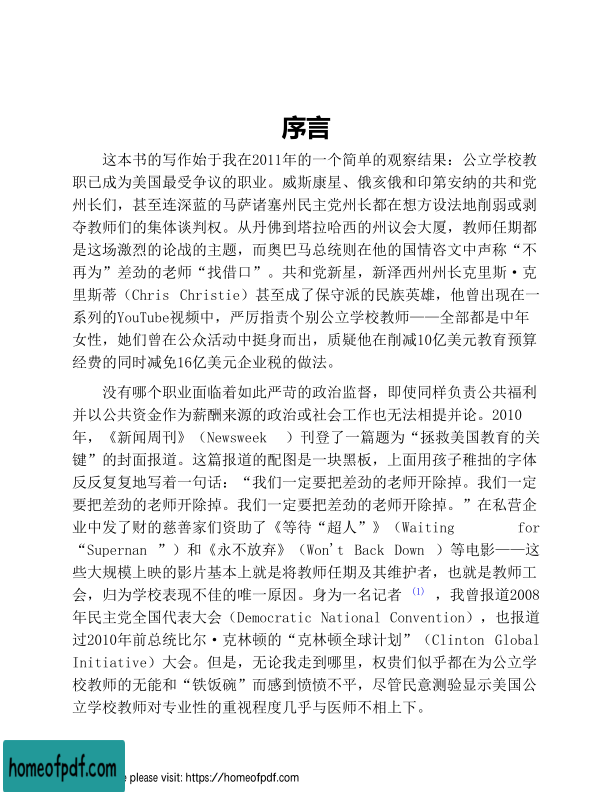 序言
这本书的写作始于我在2011年的一个简单的观察结果：公立学校教
职已成为美国最受争议的职业。威斯康星、俄亥俄和印第安纳的共和党
州长们，甚至连深蓝的马萨诸塞州民主党州长都在想方设法地削弱或剥
夺教师们的集体谈判权。从丹佛到塔拉哈西的州议会大厦，教师任期都
是这场激烈的论战的主题，而奥巴马总统则在他的国情咨文中声称“不
再为”差劲的老师“找借口”。共和党新星，新泽西州州长克里斯·克
里斯蒂（Chris Christie）甚至成了保守派的民族英雄，他曾出现在一
系列的YouTube视频中，严厉指责个别公立学校教师——全部都是中年
女性，她们曾在公众活动中挺身而出，质疑他在削减10亿美元教育预算
经费的同时减免16亿美元企业税的做法。
没有哪个职业面临着如此严苛的政治监督，即使同样负责公共福利
并以公共资金作为薪酬来源的政治或社会工作也无法相提并论。2010
年，《新闻周刊》（Newsweek ）刊登了一篇题为“拯救美国教育的关
键”的封面报道。这篇报道的配图是一块黑板，上面用孩子稚拙的字体
反反复复地写着一句话：“我们一定要把差劲的老师开除掉。我们一定
要把差劲的老师开除掉。我们一定要把差劲的老师开除掉。”在私营企
业中发了财的慈善家们资助了《等待“超人”》（Waiting for
“Supernan ”）和《永不放弃》（Won't Back Down ）等电影——这
些大规模上映的影片基本上就是将教师任期及其维护者，也就是教师工
会，归为学校表现不佳的唯一原因。身为一名记者 (1) ，我曾报道2008
年民主党全国代表大会（Democratic National Convention），也报道
过2010年前总统比尔·克林顿的“克林顿全球计划”（Clinton Global
Initiative）大会。但是，无论我走到哪里，权贵们似乎都在为公立学
校教师的无能和“铁饭碗”而感到愤愤不平，尽管民意测验显示美国公
立学校教师对专业性的重视程度几乎与医师不相上下。
homeofpdf.com
e please visit: https://homeofpdf.com